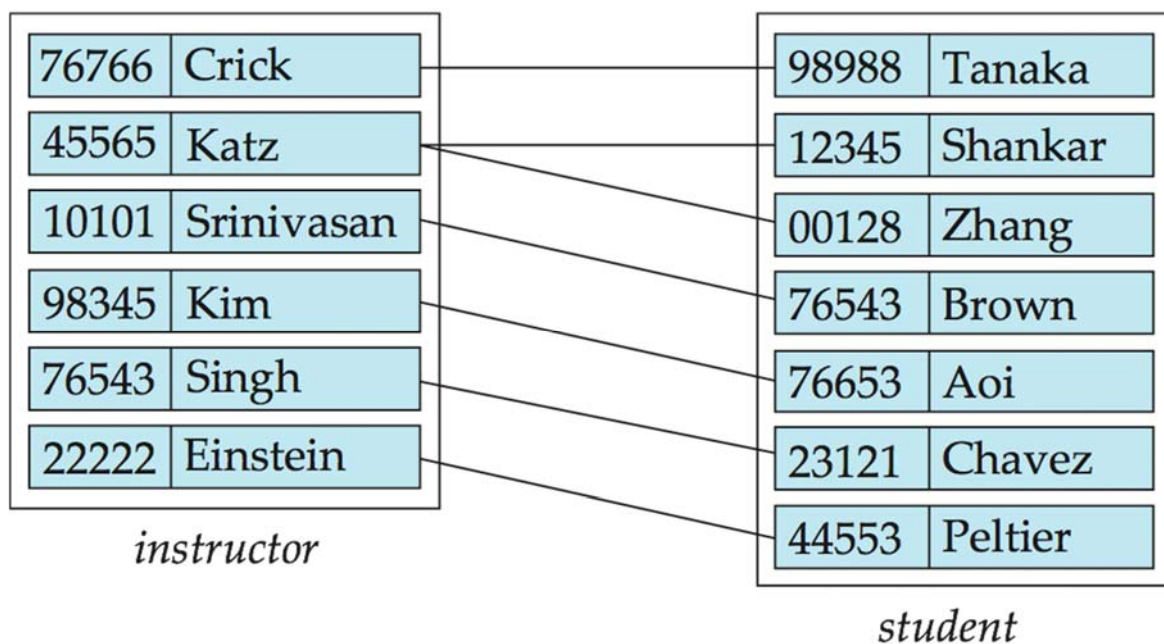 76766 Crick
45565 Katz
10101 Srinivasan
98345 Kim
76543 Singh
22222 Einstein
instructor
98988 Tanaka
12345 Shankar
00128 Zhang
76543 Brown
76653 Aoi
23121 Chavez
44553 Peltier
student